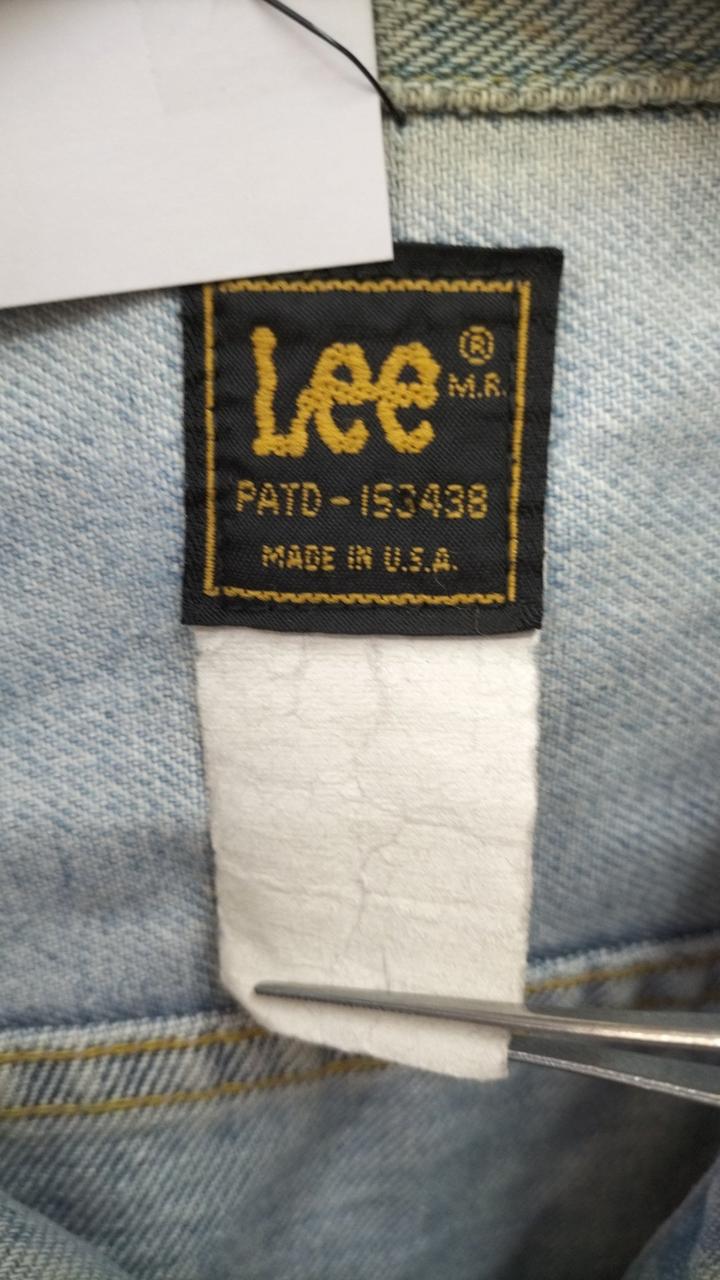 Lee ®
M.R.
PATD-153438
MADE IN U.S.A.